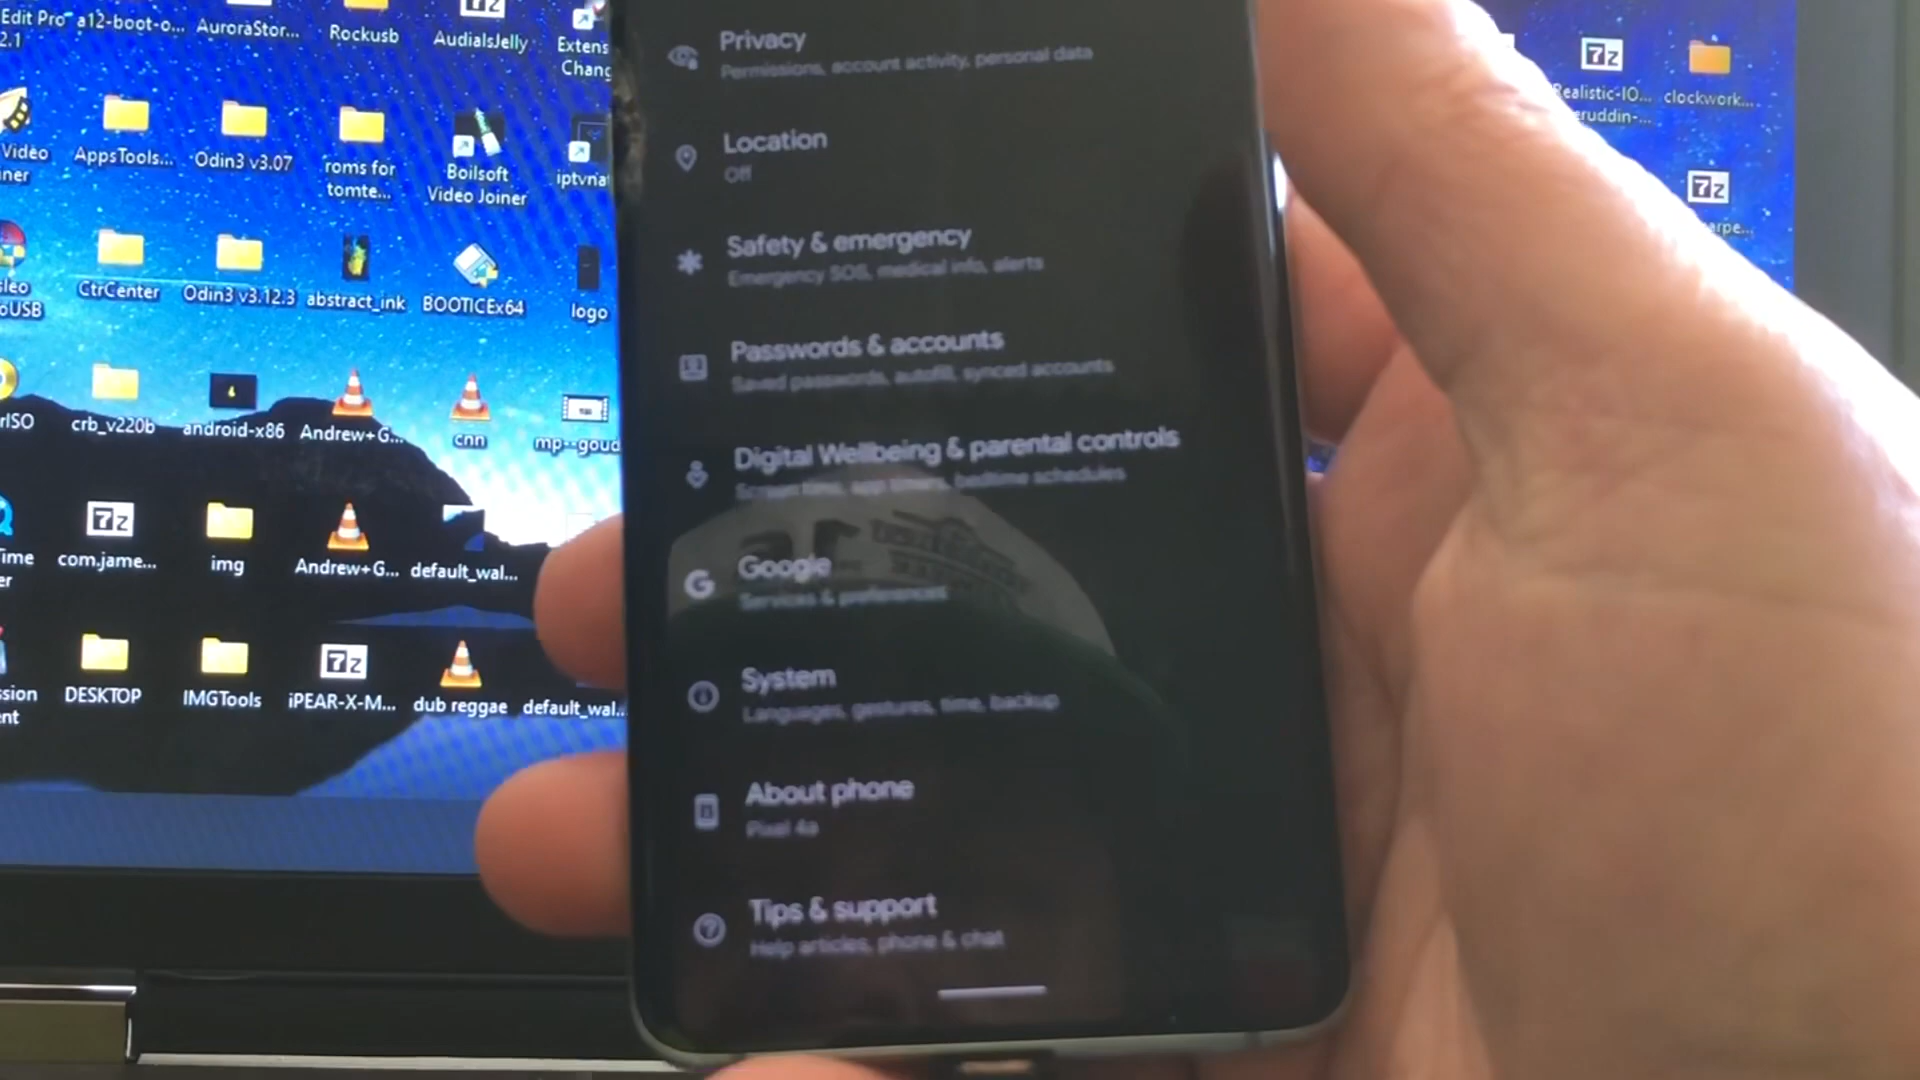 Edit Pro
2.1
a12-boot-o...
AuroraStor...
Rockusb
AudialsJelly
Extens
Chang
Video
iner
AppsTools...
Odin3 v3.07
roms for
tomte...
Boilsoft
Video Joiner
iptvnat
sleo
oUSB
CtrCenter
Odin3 v3.12.3
abstract_ink
BOOTICEx64
logo
rISO
crb_v220b
android-x86
Andrew+G...
cnn
mp--goud
Time
er
7z
com.jame...
img
Andrew+G...
default_wal...
ssion
ent
DESKTOP
IMGTools
7z
iPEAR-X-M...
dub reggae
default_wal...
Privacy
Permissions, account activity, personal data
Location
Off
Safety & emergency
Emergency SOS, medical info, alerts
Passwords & accounts
Saved passwords, autofill, synced accounts
Digital Wellbeing & parental controls
Screen time, app timers, bedtime schedules
G
Google
Services & preferences
System
Languages, gestures, time, backup
About phone
Pixel 4a
Tips & support
Help articles, phone & chat
7z
Realistic-IO...
eruddin-...
clockwork...
7z
arpe...